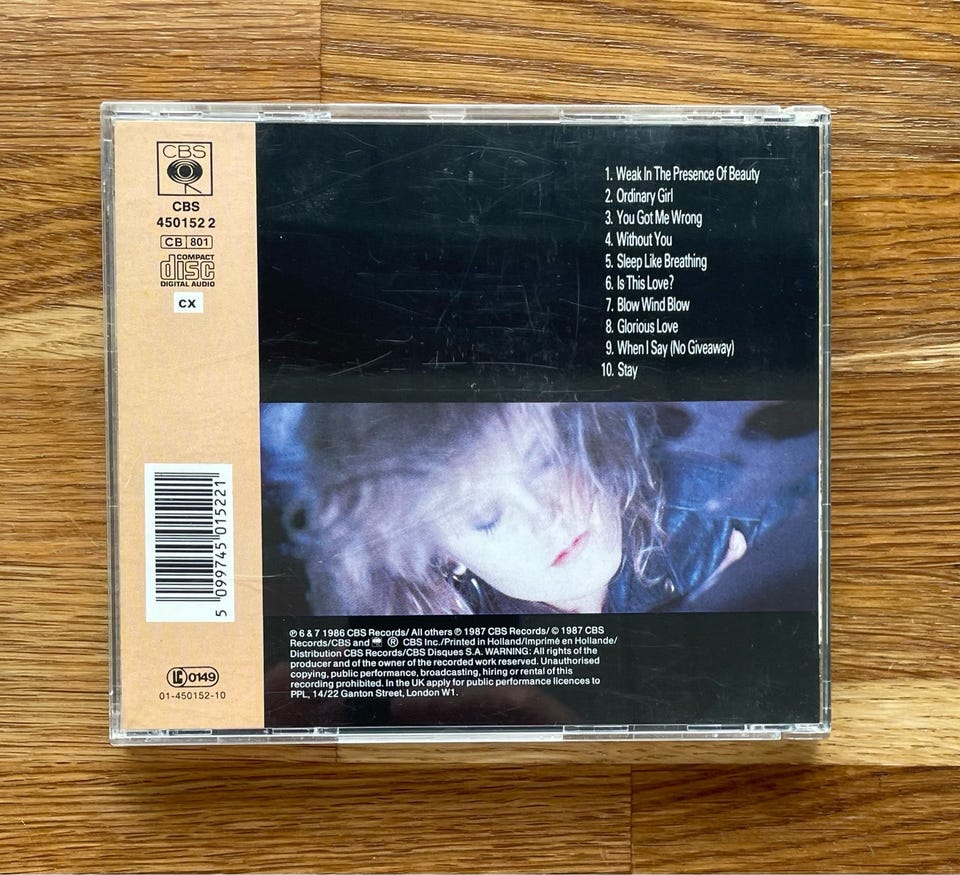 CBS
CBS
450152 2
CB 801
COMPACT
disc
DIGITAL AUDIO
CX
5 099745 015221
LC 0149
01-450152-10
1. Weak In The Presence Of Beauty
2. Ordinary Girl
3. You Got Me Wrong
4. Without You
5. Sleep Like Breathing
6. Is This Love?
7. Blow Wind Blow
8. Glorious Love
9. When I Say (No Giveaway)
10. Stay
℗ 6 & 7 1986 CBS Records/ All others ℗ 1987 CBS Records/ © 1987 CBS
Records/CBS and ® CBS Inc./Printed in Holland/Imprimé en Hollande/
Distribution CBS Records/CBS Disques S.A. WARNING: All rights of the
producer and of the owner of the recorded work reserved. Unauthorised
copying, public performance, broadcasting, hiring or rental of this
recording prohibited. In the UK apply for public performance licences to
PPL, 14/22 Ganton Street, London W1.